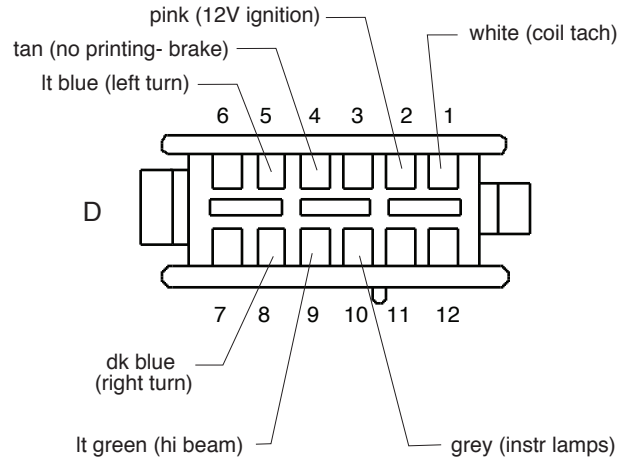 pink (12V ignition)
white (coil tach)
tan (no printing- brake)
lt blue (left turn)
6 5 4 3 2 1
D
7 8 9 10 11 12
dk blue
(right turn)
lt green (hi beam)
grey (instr lamps)